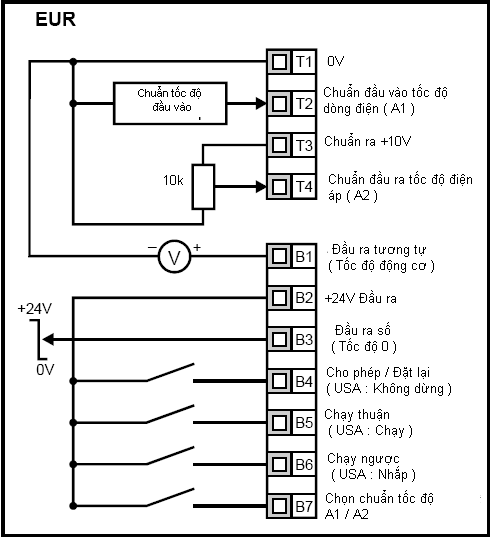 EUR
T1
0V
Chuẩn tốc độ
đầu vào
T2
Chuẩn đầu vào tốc độ
dòng điện ( A1 )
T3
Chuẩn ra +10V
10k
T4
Chuẩn đầu ra tốc độ điện
áp ( A2 )
– V +
B1
Đầu ra tương tự
( Tốc độ động cơ )
B2
+24V Đầu ra
+24V
0V
B3
Đầu ra số
( Tốc độ 0 )
B4
Cho phép / Đặt lại
( USA : Không dừng )
B5
Chạy thuận
( USA : Chạy )
B6
Chạy ngược
( USA : Nhắp )
B7
Chọn chuẩn tốc độ
A1 / A2